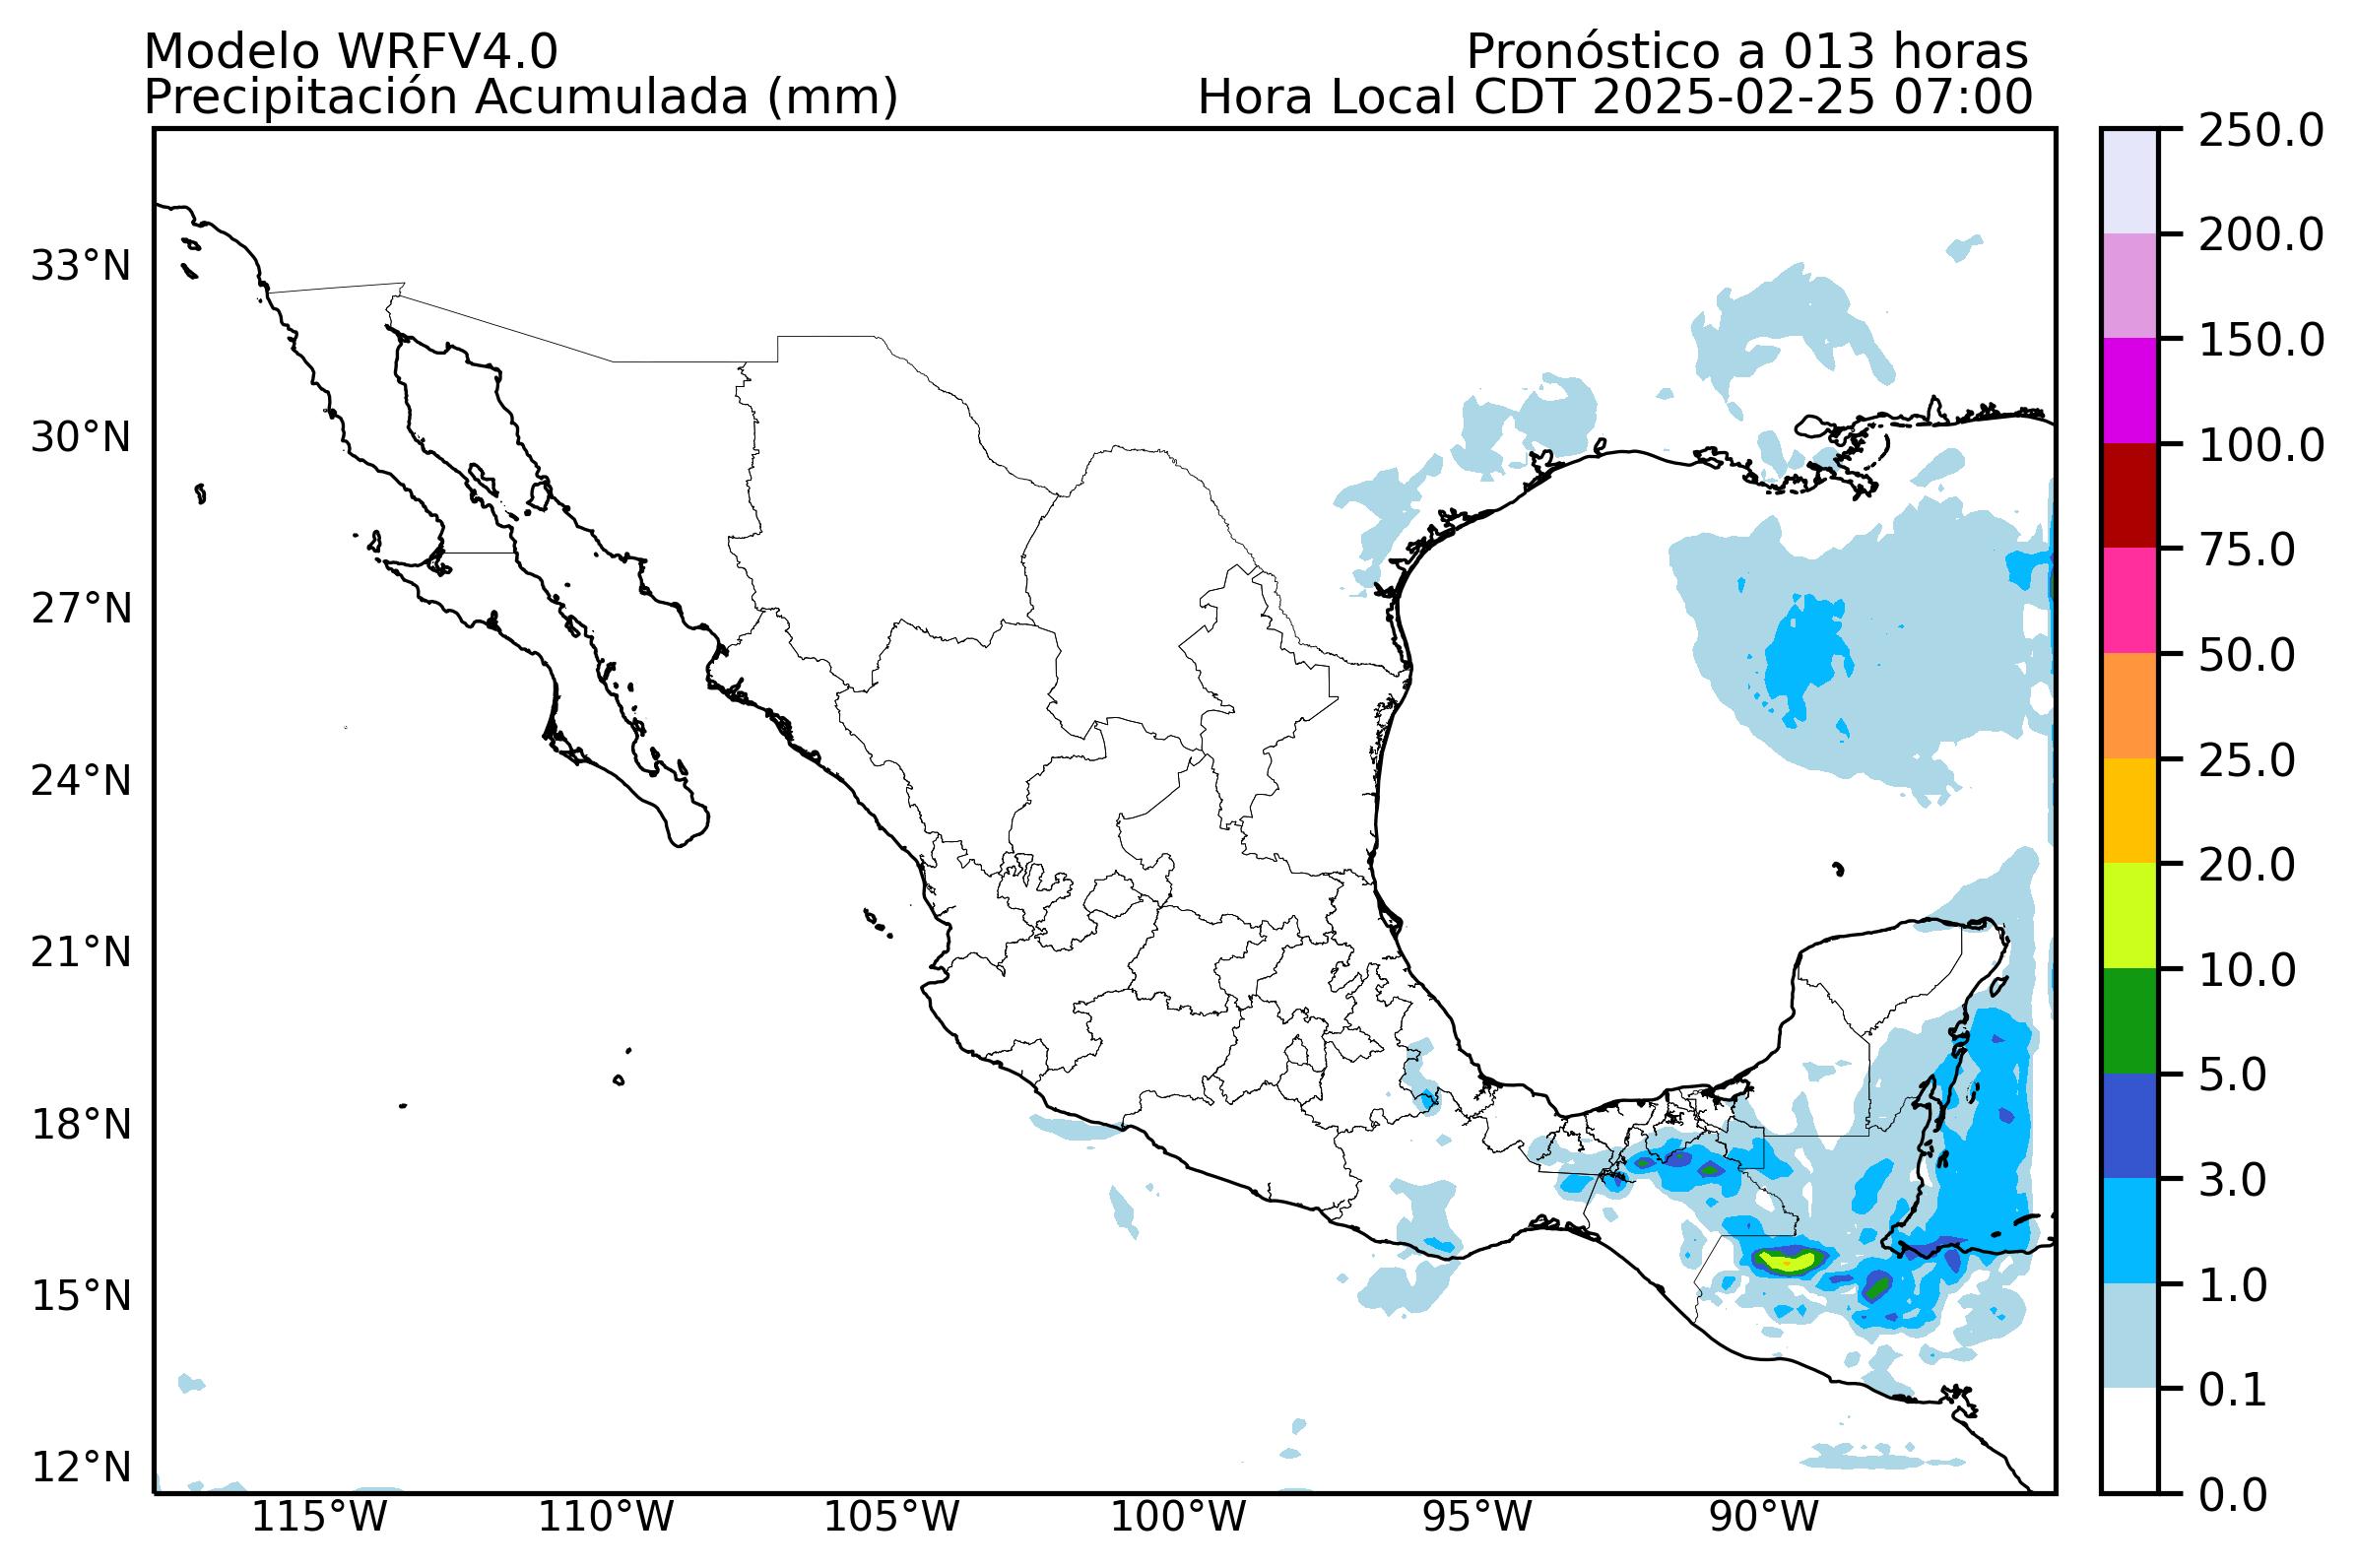 Modelo WRFV4.0
Pronóstico a 013 horas
Precipitación Acumulada (mm)
Hora Local CDT 2025-02-25 07:00
33°N
30°N
27°N
24°N
21°N
18°N
15°N
12°N
115°W
110°W
105°W
100°W
95°W
90°W
250.0
200.0
150.0
100.0
75.0
50.0
25.0
20.0
10.0
5.0
3.0
1.0
0.1
0.0